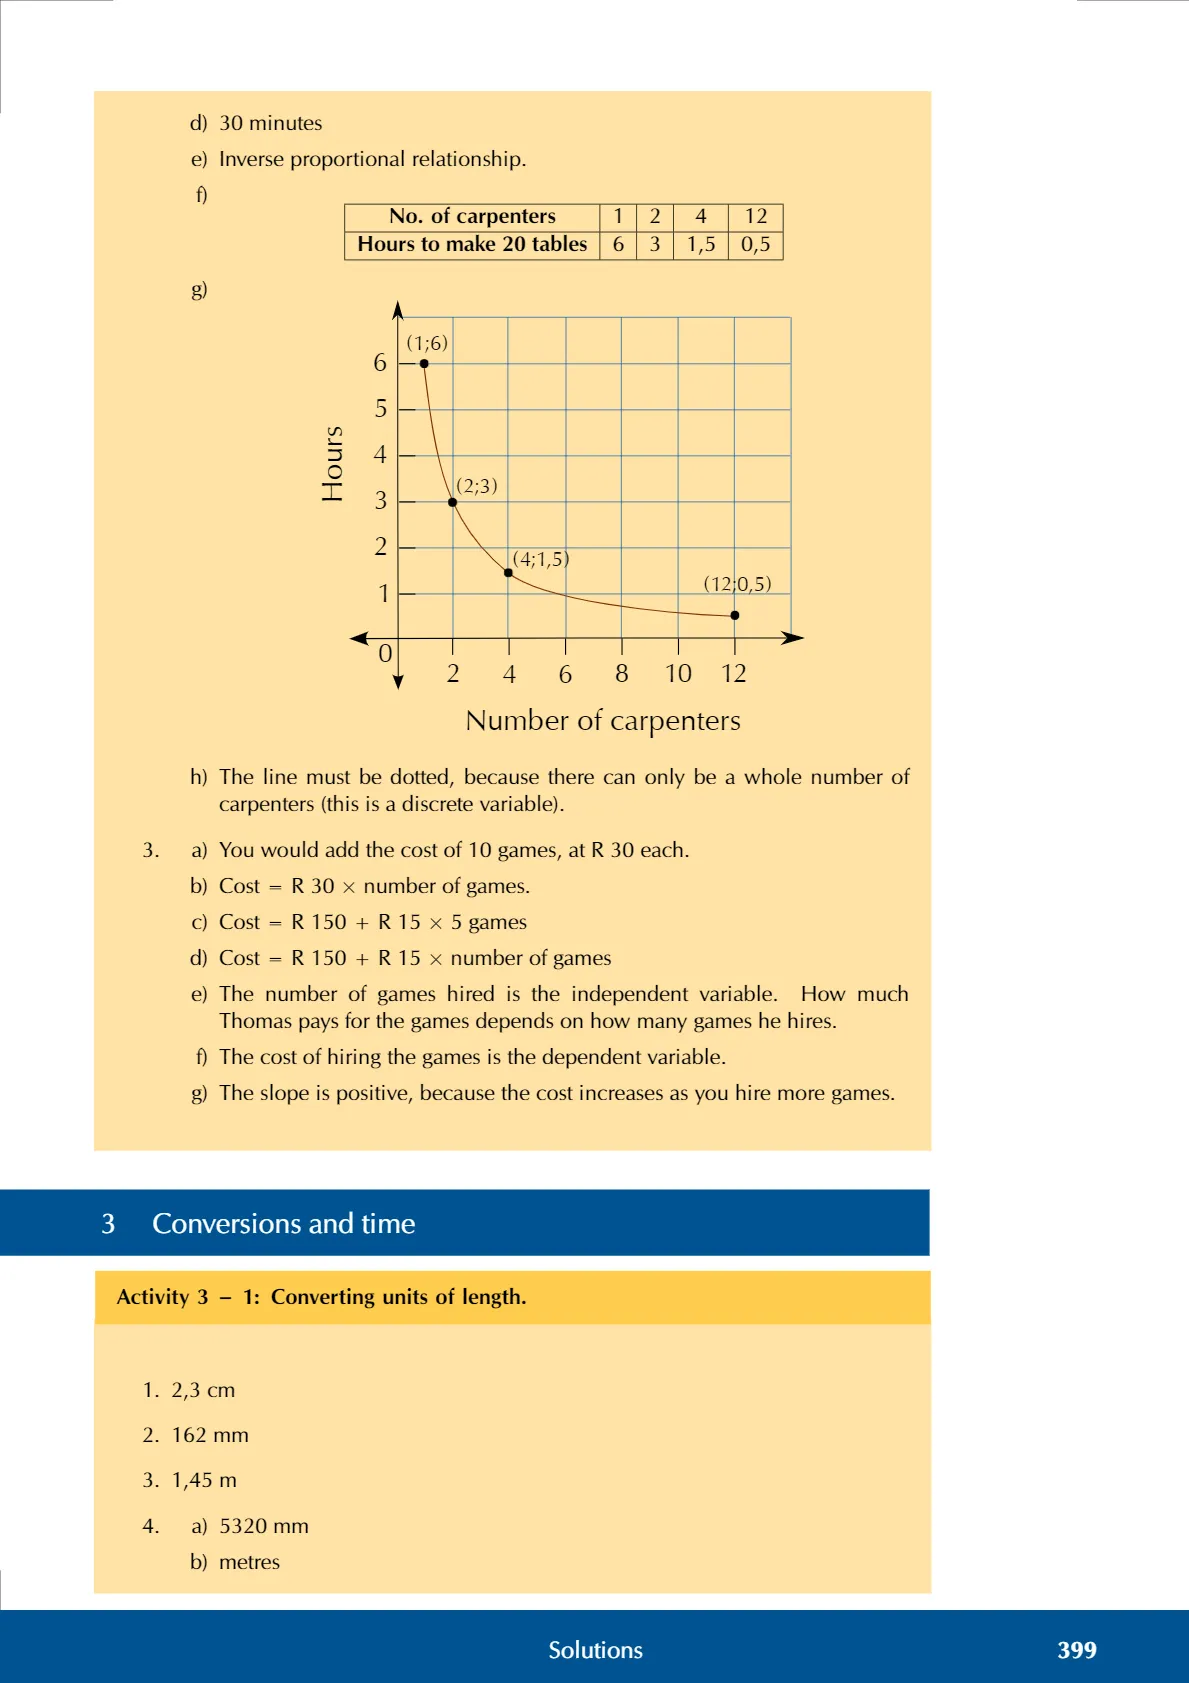 d) 30 minutes
e) Inverse proportional relationship.
f)
No. of carpenters 1 2 4 12
Hours to make 20 tables 6 3 1,5 0,5
g)
(1;6)
6
5
4
3
2
1
0
Hours
(2;3)
(4;1,5)
(12;0,5)
2 4 6 8 10 12
Number of carpenters
h) The line must be dotted, because there can only be a whole number of
carpenters (this is a discrete variable).
3. a) You would add the cost of 10 games, at R 30 each.
b) Cost = R 30 × number of games.
c) Cost = R 150 + R 15 × 5 games
d) Cost = R 150 + R 15 × number of games
e) The number of games hired is the independent variable. How much
Thomas pays for the games depends on how many games he hires.
f) The cost of hiring the games is the dependent variable.
g) The slope is positive, because the cost increases as you hire more games.
3 Conversions and time
Activity 3 – 1: Converting units of length.
1. 2,3 cm
2. 162 mm
3. 1,45 m
4. a) 5320 mm
b) metres
Solutions 399